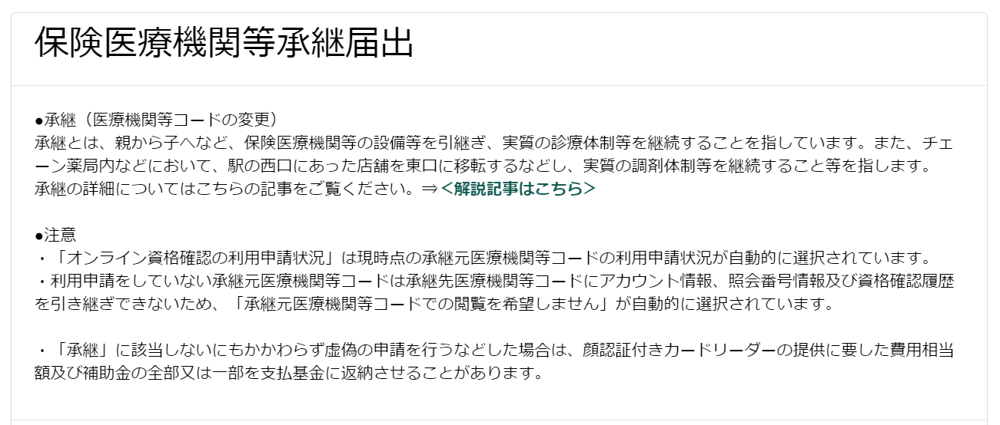 保険医療機関等承継届出
●承継（医療機関等コードの変更）
承継とは、親から子へなど、保険医療機関等の設備等を引継ぎ、実質の診療体制等を継続することを指しています。また、チェ
ーン薬局内などにおいて、駅の西口にあった店舗を東口に移転するなどし、実質の調剤体制等を継続すること等を指します。
承継の詳細についてはこちらの記事をご覧ください。⇒＜解説記事はこちら＞
●注意
・「オンライン資格確認の利用申請状況」は現時点の承継元医療機関等コードの利用申請状況が自動的に選択されています。
・利用申請をしていない承継元医療機関等コードは承継先医療機関等コードにアカウント情報、照会番号情報及び資格確認履歴
を引き継ぎできないため、「承継元医療機関等コードでの閲覧を希望しません」が自動的に選択されています。
・「承継」に該当しないにもかかわらず虚偽の申請を行うなどした場合は、顔認証付きカードリーダーの提供に要した費用相当
額及び補助金の全部又は一部を支払基金に返納させることがあります。